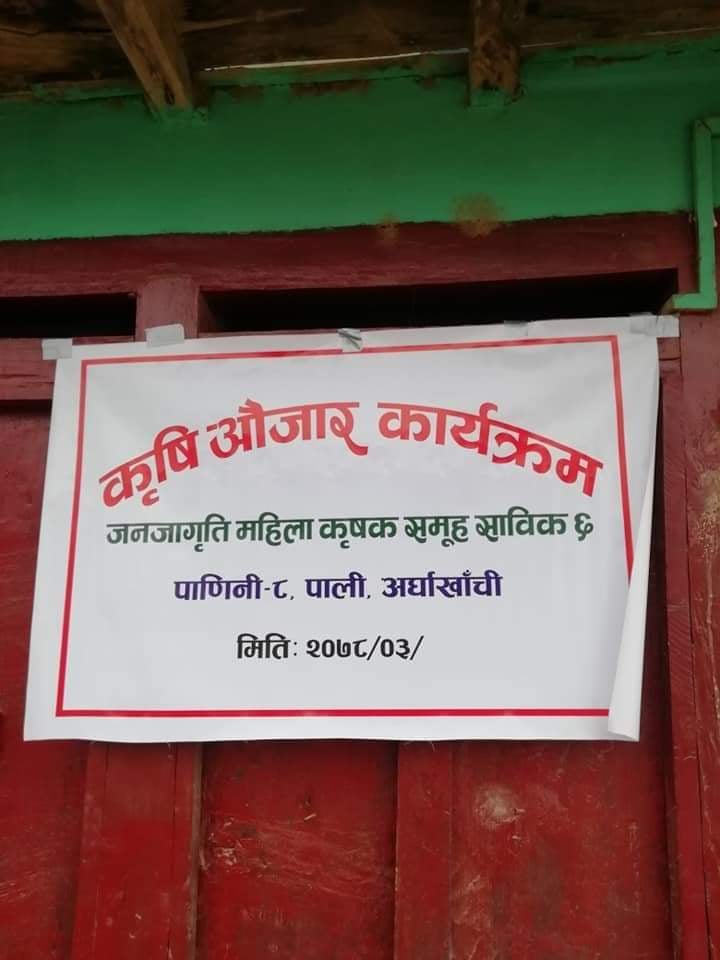 कृषि औजार कार्यक्रम
जनजागृति महिला कृषक समूह साविक ६
पाणिनी-८, पाली, अर्घाखाँची
मिति: २०७८/०३/